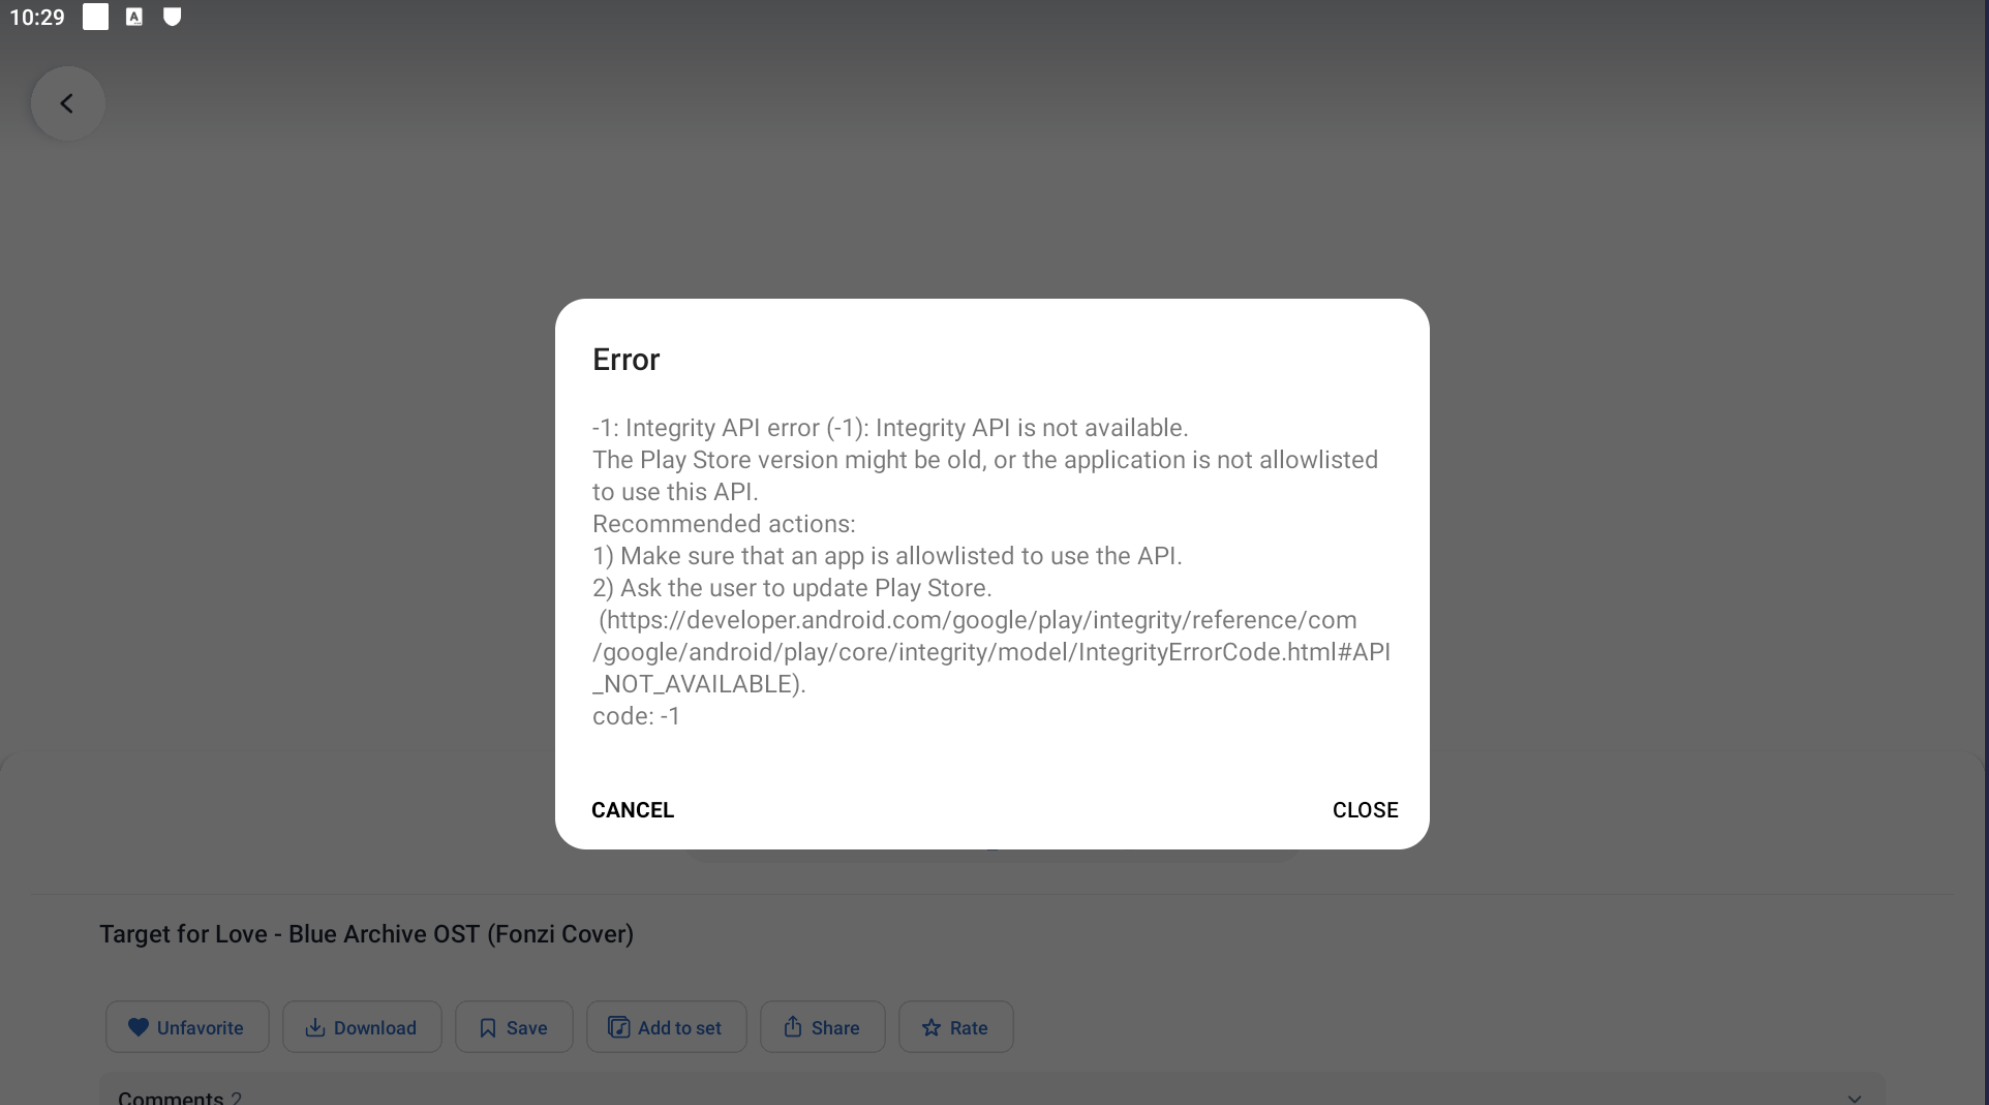 10:29
A
Error
-1: Integrity API error (-1): Integrity API is not available.
The Play Store version might be old, or the application is not allowlisted
to use this API.
Recommended actions:
1) Make sure that an app is allowlisted to use the API.
2) Ask the user to update Play Store.
(https://developer.android.com/google/play/integrity/reference/com
/google/android/play/core/integrity/model/IntegrityErrorCode.html#API
_NOT_AVAILABLE).
code: -1
CANCEL
CLOSE
Target for Love - Blue Archive OST (Fonzi Cover)
Unfavorite
Download
Save
Add to set
Share
Rate
Comments 2